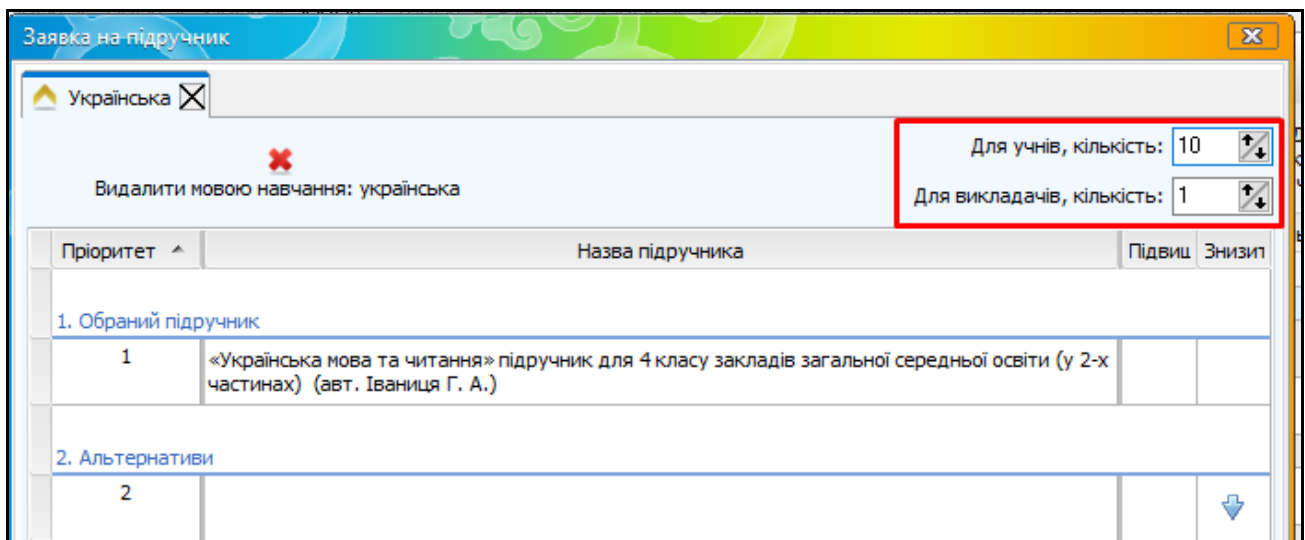 Заявка на підручник
Українська
Для учнів, кількість: 10
Видалити мовою навчання: українська
Для викладачів, кількість: 1
Пріоритет Назва підручника Підвищ Знизит
1. Обраний підручник
1 «Українська мова та читання» підручник для 4 класу закладів загальної середньої освіти (у 2-х
частинах) (авт. Іваниця Г. А.)
2. Альтернативи
2